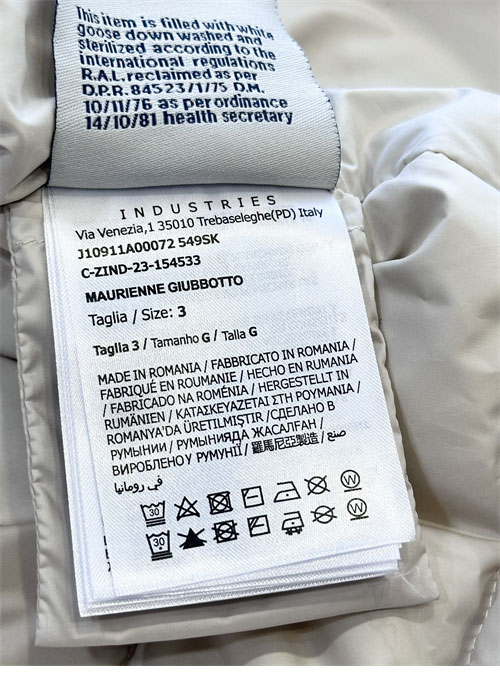 This item is filled with white
goose down washed and
sterilized according to the
international regulations
R.A.L. reclaimed as per
D.P.R. 84523/1/75 D.M.
10/11/76 as per ordinance
14/10/81 health secretary
INDUSTRIES
Via Venezia,1 35010 Trebaseleghe(PD) Italy
J10911A00072 549SK
C-ZIND-23-154533
MAURIENNE GIUBBOTTO
Taglia / Size: 3
Taglia 3 / Tamanho G / Talla G
MADE IN ROMANIA / FABBRICATO IN ROMANIA /
FABRIQUÉ EN ROUMANIE / HECHO EN RUMANIA
/ FABRICADO NA ROMÉNIA / HERGESTELLT IN
RUMÄNIEN / ΚΑΤΑΣΚΕΥΑΖΕΤΑΙ ΣΤΗ ΡΟΥΜΑΝΙΑ /
ROMANYA'DA ÜRETILMIŞTIR /СДЕЛАНО В
РУМЫНИИ / РУМЫНИЯДА ЖАСАЛҒАН /
ВИРОБЛЕНО У РУМУНІЇ / 羅馬尼亞製造 / صنع
في رومانيا
30 W
30 W